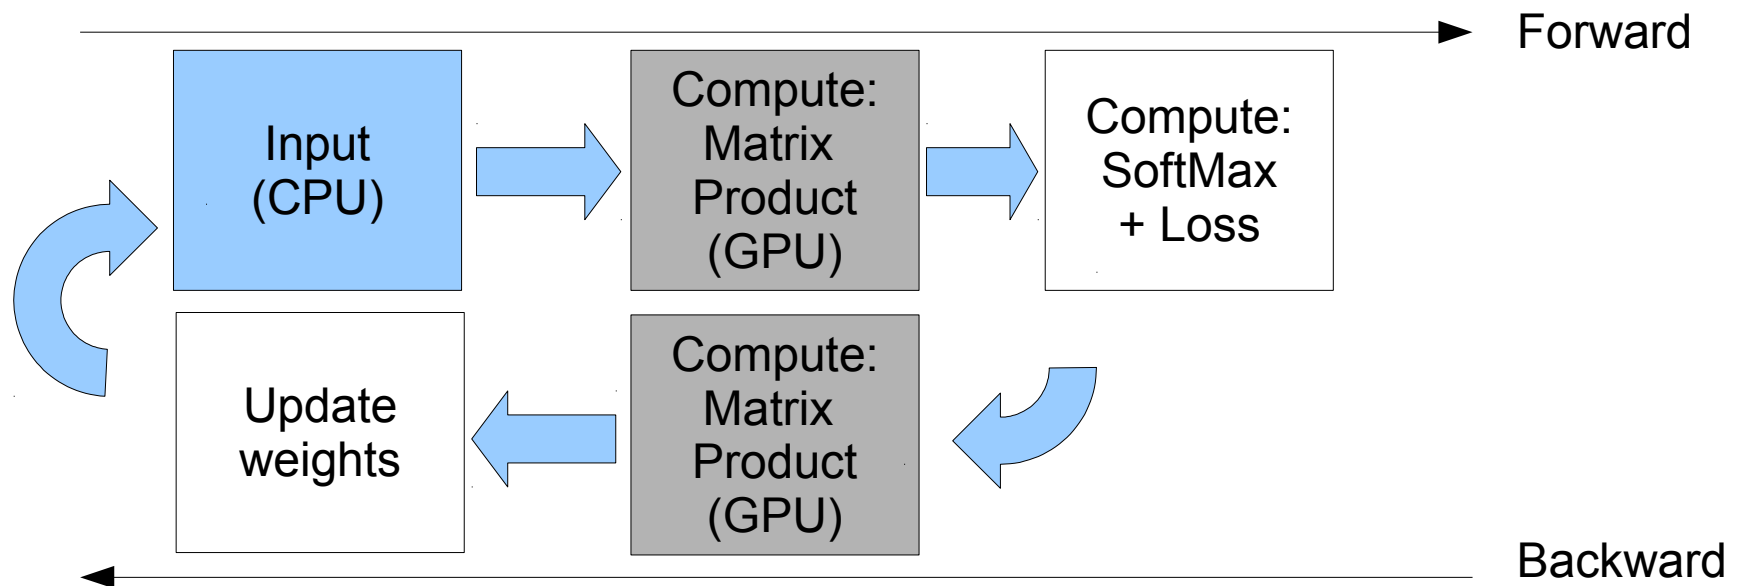 Forward
Input
(CPU)
Compute:
Matrix
Product
(GPU)
Compute:
SoftMax
+ Loss
Update
weights
Compute:
Matrix
Product
(GPU)
Backward